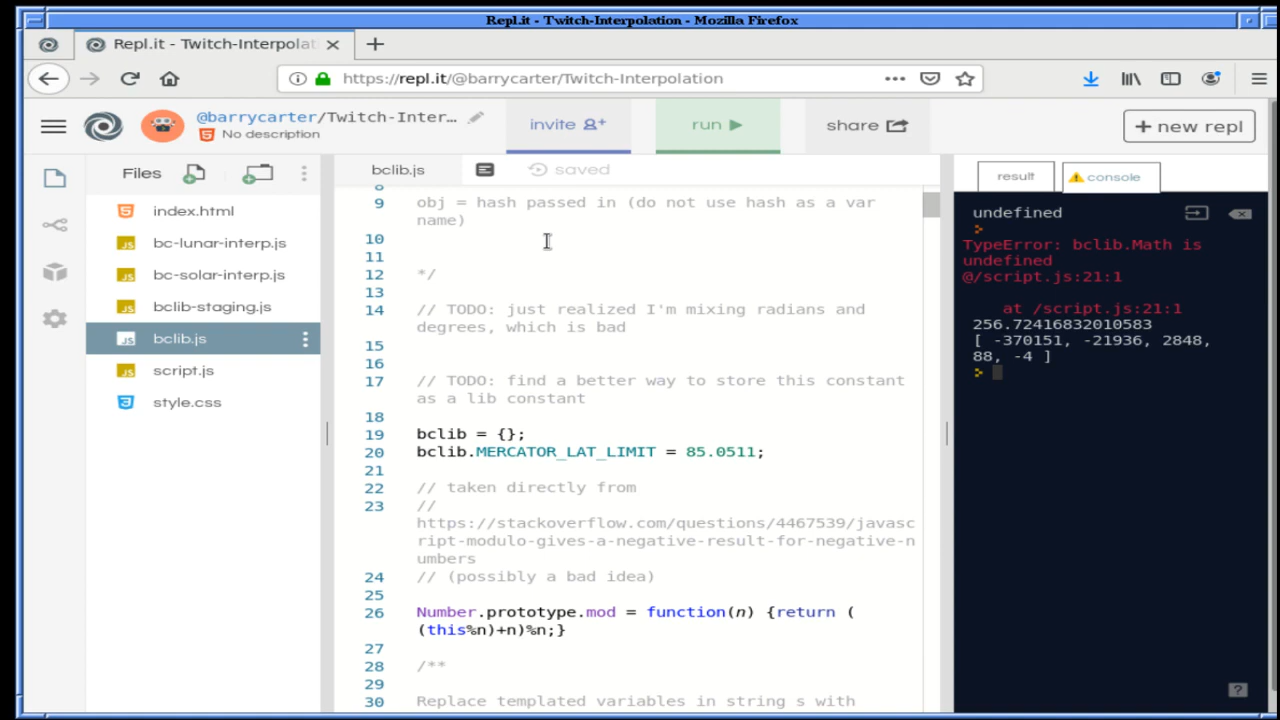 Repl.it - Twitch-Interpolation - Mozilla Firefox
Repl.it - Twitch-Interpolat
https://repl.it/@barrycarter/Twitch-Interpolation
@barrycarter/Twitch-Inter...
No description
invite
run
share
+ new repl
Files
index.html
bc-lunar-interp.js
bc-solar-interp.js
bclib-staging.js
bclib.js
script.js
style.css
bclib.js
saved
8
9 obj = hash passed in (do not use hash as a var
name)
10
11
12 */
13
14 // TODO: just realized I'm mixing radians and
degrees, which is bad
15
16
17 // TODO: find a better way to store this constant
as a lib constant
18
19 bclib = {};
20 bclib.MERCATOR_LAT_LIMIT = 85.0511;
21
22 // taken directly from
23 //
https://stackoverflow.com/questions/4467539/javasc
ript-modulo-gives-a-negative-result-for-negative-n
umbers
24 // (possibly a bad idea)
25
26 Number.prototype.mod = function(n) {return (
(this%n)+n)%n;}
27
28 /**
29
30 Replace templated variables in string s with
result
console
undefined
TypeError: bclib.Math is
undefined
@/script.js:21:1
at /script.js:21:1
256.72416832010583
[ -370151, -21936, 2848,
88, -4 ]
?